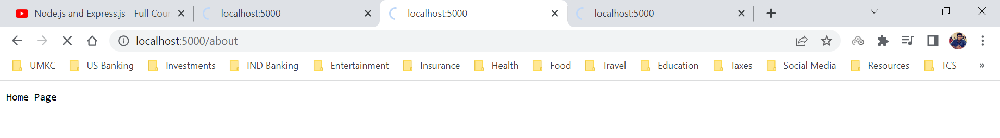 Node.js and Express.js - Full Cour
localhost:5000
localhost:5000
localhost:5000
localhost:5000/about
UMKC
US Banking
Investments
IND Banking
Entertainment
Insurance
Health
Food
Travel
Education
Taxes
Social Media
Resources
TCS
»
Home Page